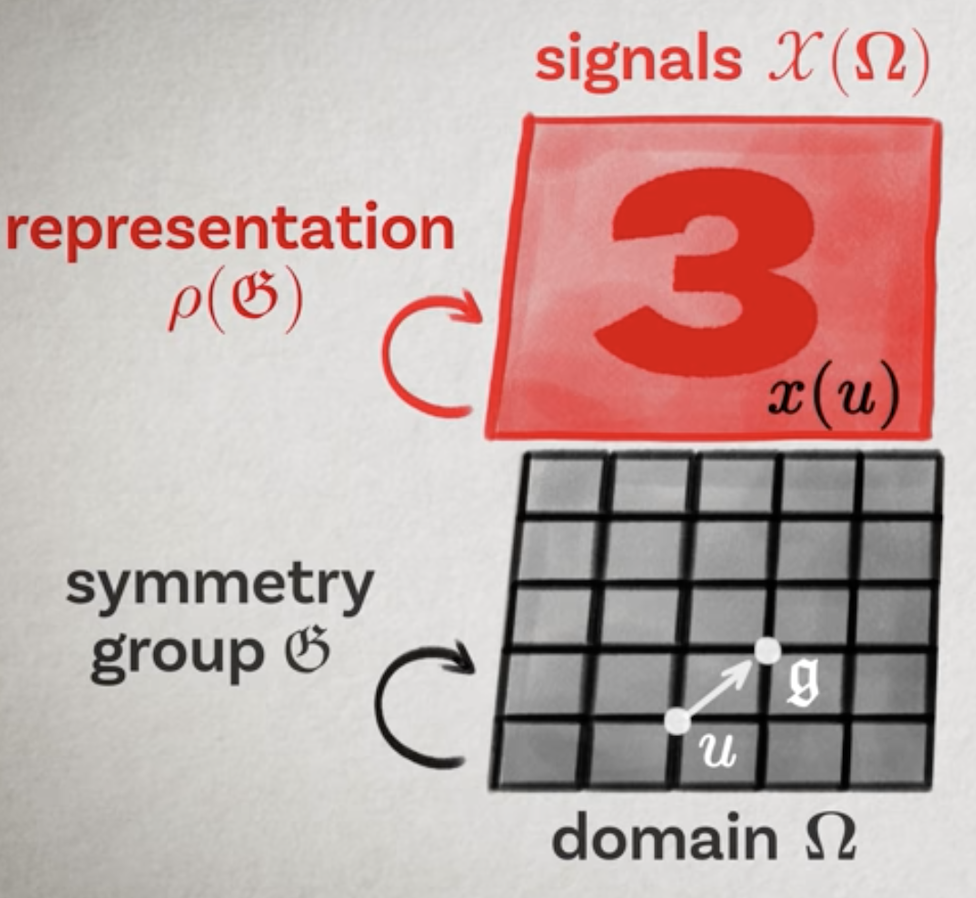 signals 𝒳(Ω)
representation
ρ(𝔊)
3
x(u)
symmetry
group 𝔊
𝔤
u
domain Ω